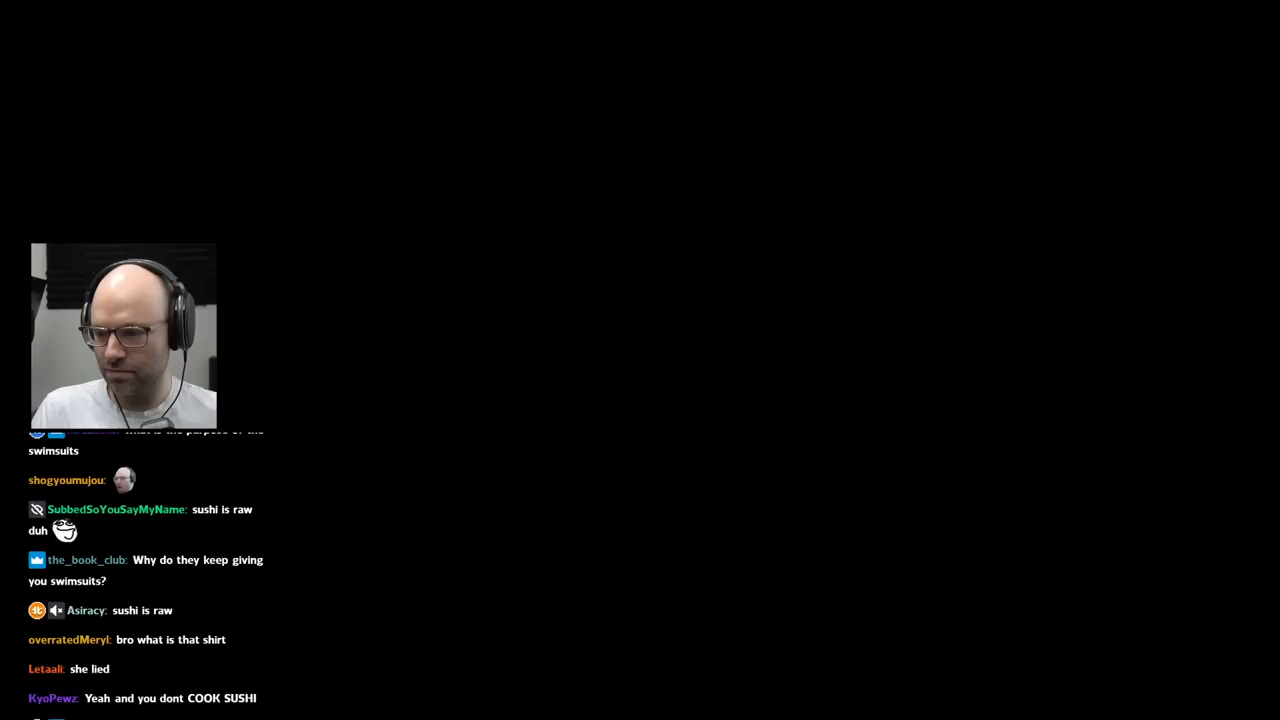 swimsuits
shogyoumujou:
SubbedSoYouSayMyName: sushi is raw
duh
the_book_club: Why do they keep giving
you swimsuits?
Asiracy: sushi is raw
overratedMeryl: bro what is that shirt
Letaali: she lied
KyoPewz: Yeah and you dont COOK SUSHI